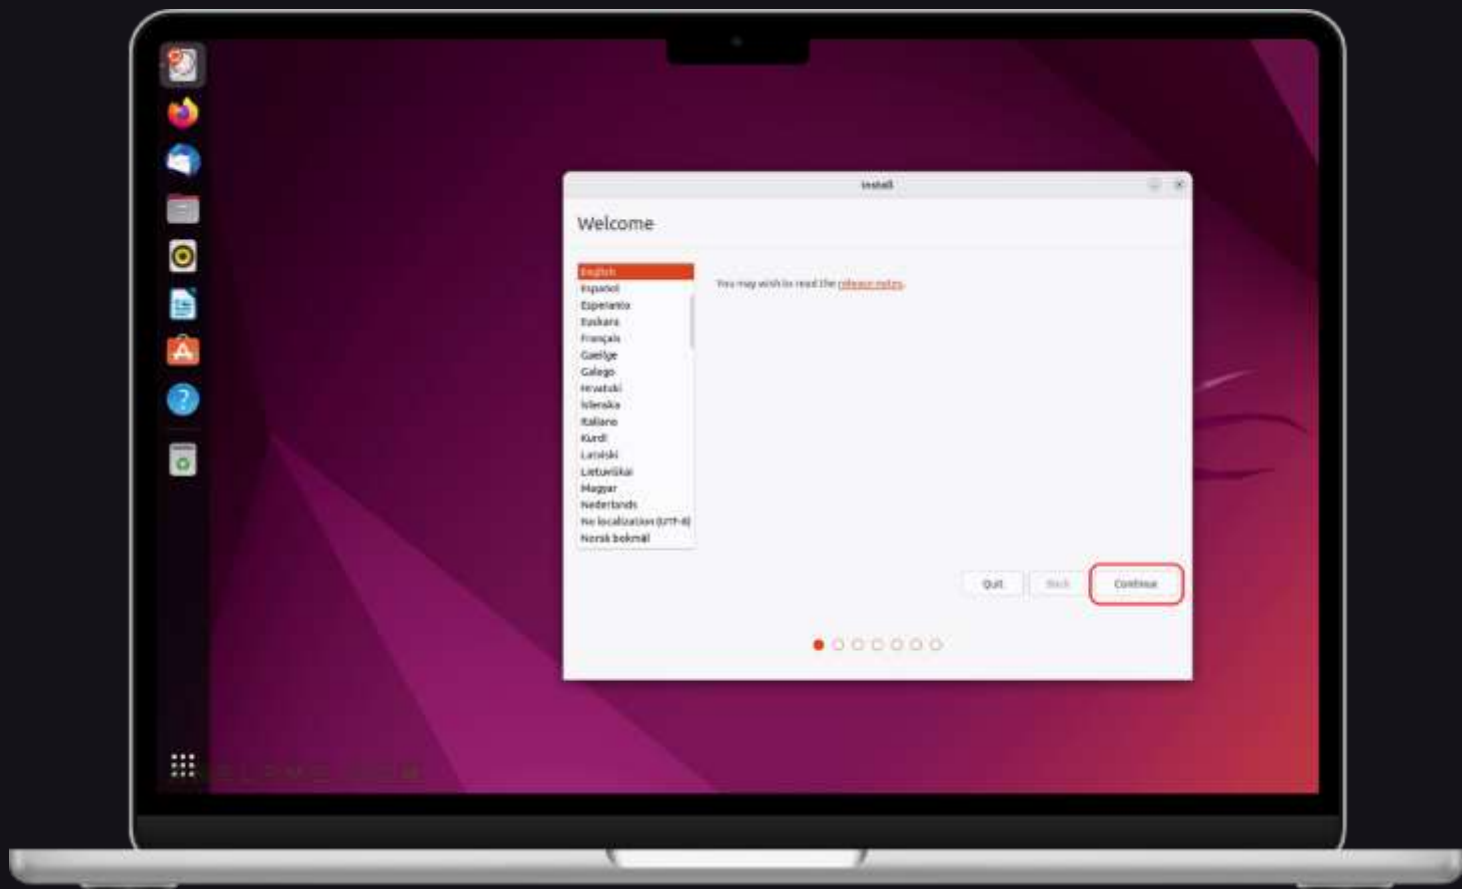 Install
Welcome
English
Español
Esperanto
Euskara
Français
Gaeilge
Galego
Hrvatski
Íslenska
Italiano
Kurdî
Latviski
Lietuviškai
Magyar
Nederlands
No localization (UTF-8)
Norsk bokmål
You may wish to read the release notes.
Quit
Back
Continue